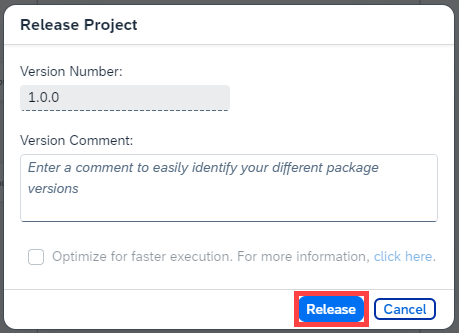 Release Project
Version Number:
1.0.0
Version Comment:
Enter a comment to easily identify your different package
versions
Optimize for faster execution. For more information, click here.
Release
Cancel